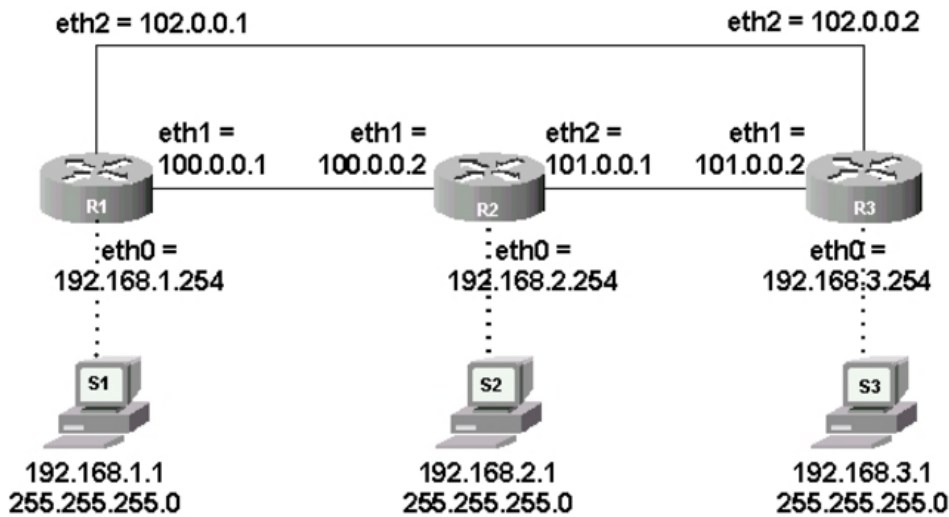 eth2 = 102.0.0.1
eth2 = 102.0.0.2
eth1 =
100.0.0.1
eth1 =
100.0.0.2
eth2 =
101.0.0.1
eth1 =
101.0.0.2
R1
R2
R3
eth0 =
192.168.1.254
eth0 =
192.168.2.254
eth0 =
192.168.3.254
S1
S2
S3
192.168.1.1
255.255.255.0
192.168.2.1
255.255.255.0
192.168.3.1
255.255.255.0